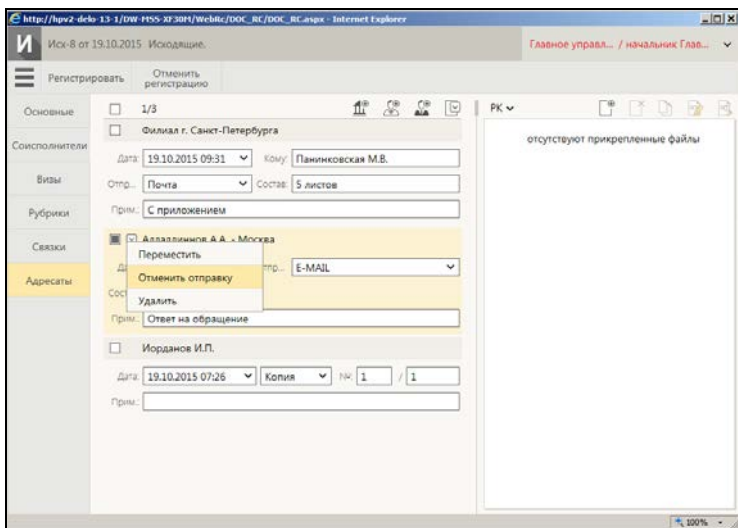 http://hpv2-delo-13-1/DW-MSS-XF30M/WebRc/DOC_RC/DOC_RC.aspx - Internet Explorer
И Исх-8 от 19.10.2015 Исходящие. Главное управл... / начальник Глав...
Регистрировать Отменить регистрацию
Основные
Соисполнители
Визы
Рубрики
Связки
Адресаты
1/3
Филиал г. Санкт-Петербурга
Дата: 19.10.2015 09:31 Кому: Панинковская М.В.
Отпр... Почта Состав: 5 листов
Прим.: С приложением
А.А. - Москва
Переместить
E-MAIL
Отменить отправку
Удалить
Прим.: Ответ на обращение
Иорданов И.П.
Дата: 19.10.2015 07:26 Копия №: 1 / 1
Прим.:
РК
отсутствуют прикрепленные файлы
100%